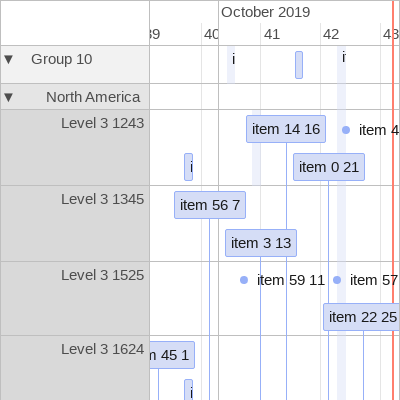 October 2019
39 40 41 42 43
▼ Group 10 i i
▼ North America
Level 3 1243 item 14 16 item 4
i item 0 21
Level 3 1345 item 56 7
item 3 13
Level 3 1525 item 59 11 item 57
item 22 25
Level 3 1624 m 45 1
i